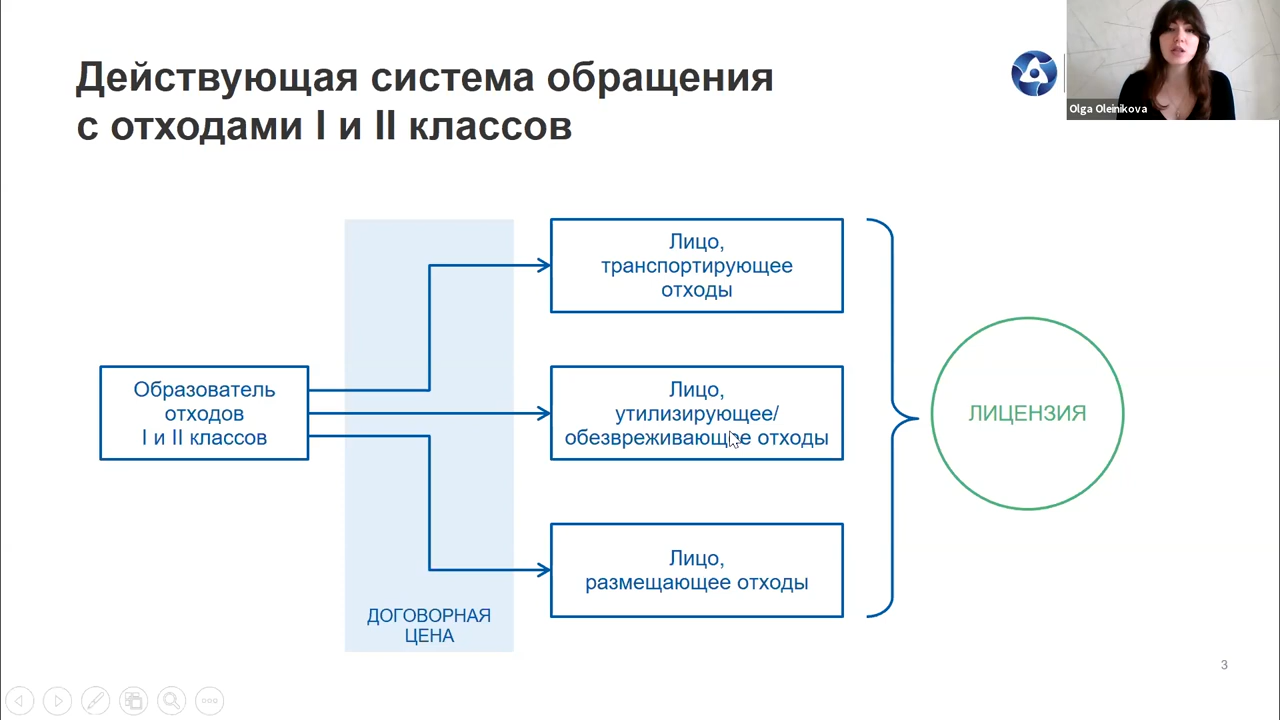 Действующая система обращения
с отходами I и II классов
Olga Oleinikova
Лицо,
транспортирующее
отходы
Образователь
отходов
I и II классов
Лицо,
утилизирующее/
обезвреживающее отходы
ЛИЦЕНЗИЯ
Лицо,
размещающее отходы
ДОГОВОРНАЯ
ЦЕНА
3